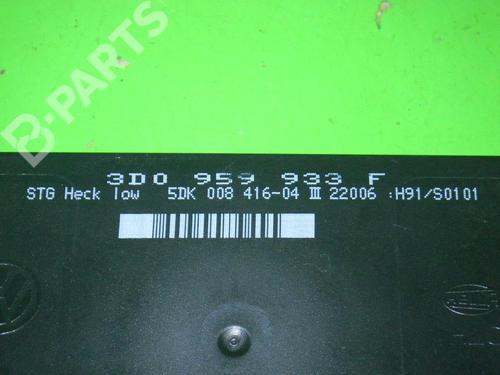 B-PARTS
3D0 959 933 F
STG Heck low 5DK 008 416-04 III 22006 :H91/S0101